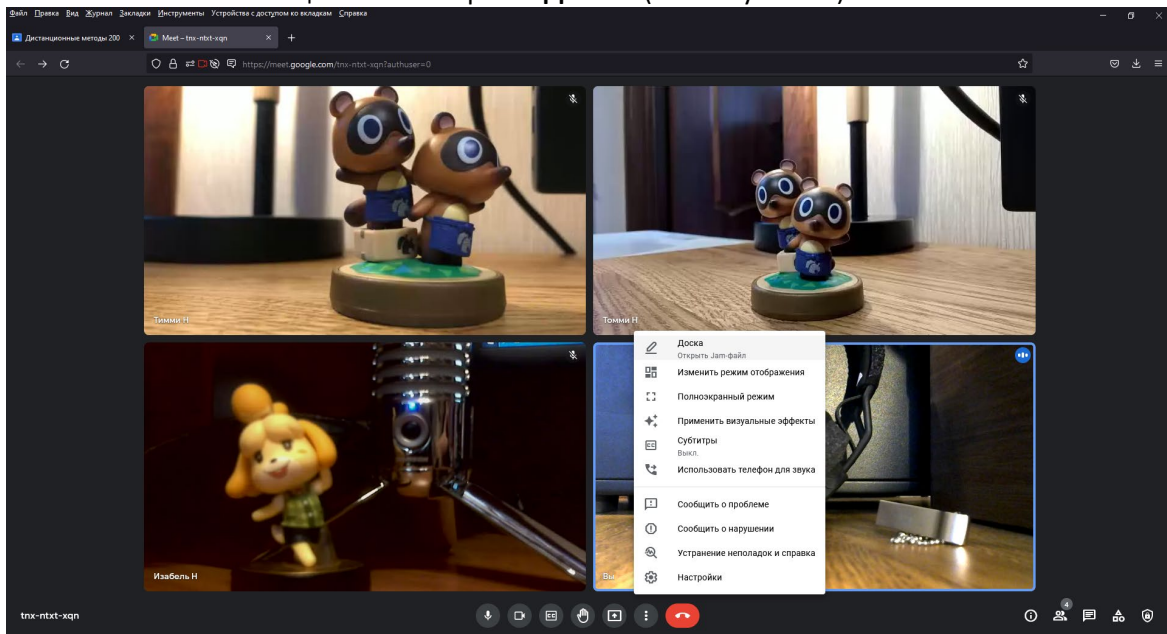 Файл Правка Вид Журнал Закладки Инструменты Устройства с доступом ко вкладкам Справка
Дистанционные методы 200
Meet – tnx-ntxt-xqn
https://meet.google.com/tnx-ntxt-xqn?authuser=0
Тимми Н
Томми Н
Доска
Открыть Jam-файл
Изменить режим отображения
Полноэкранный режим
Применить визуальные эффекты
CC
Субтитры
Выкл.
Использовать телефон для звука
Сообщить о проблеме
Сообщить о нарушении
Устранение неполадок и справка
Настройки
Изабель Н
Вы
tnx-ntxt-xqn
CC
4